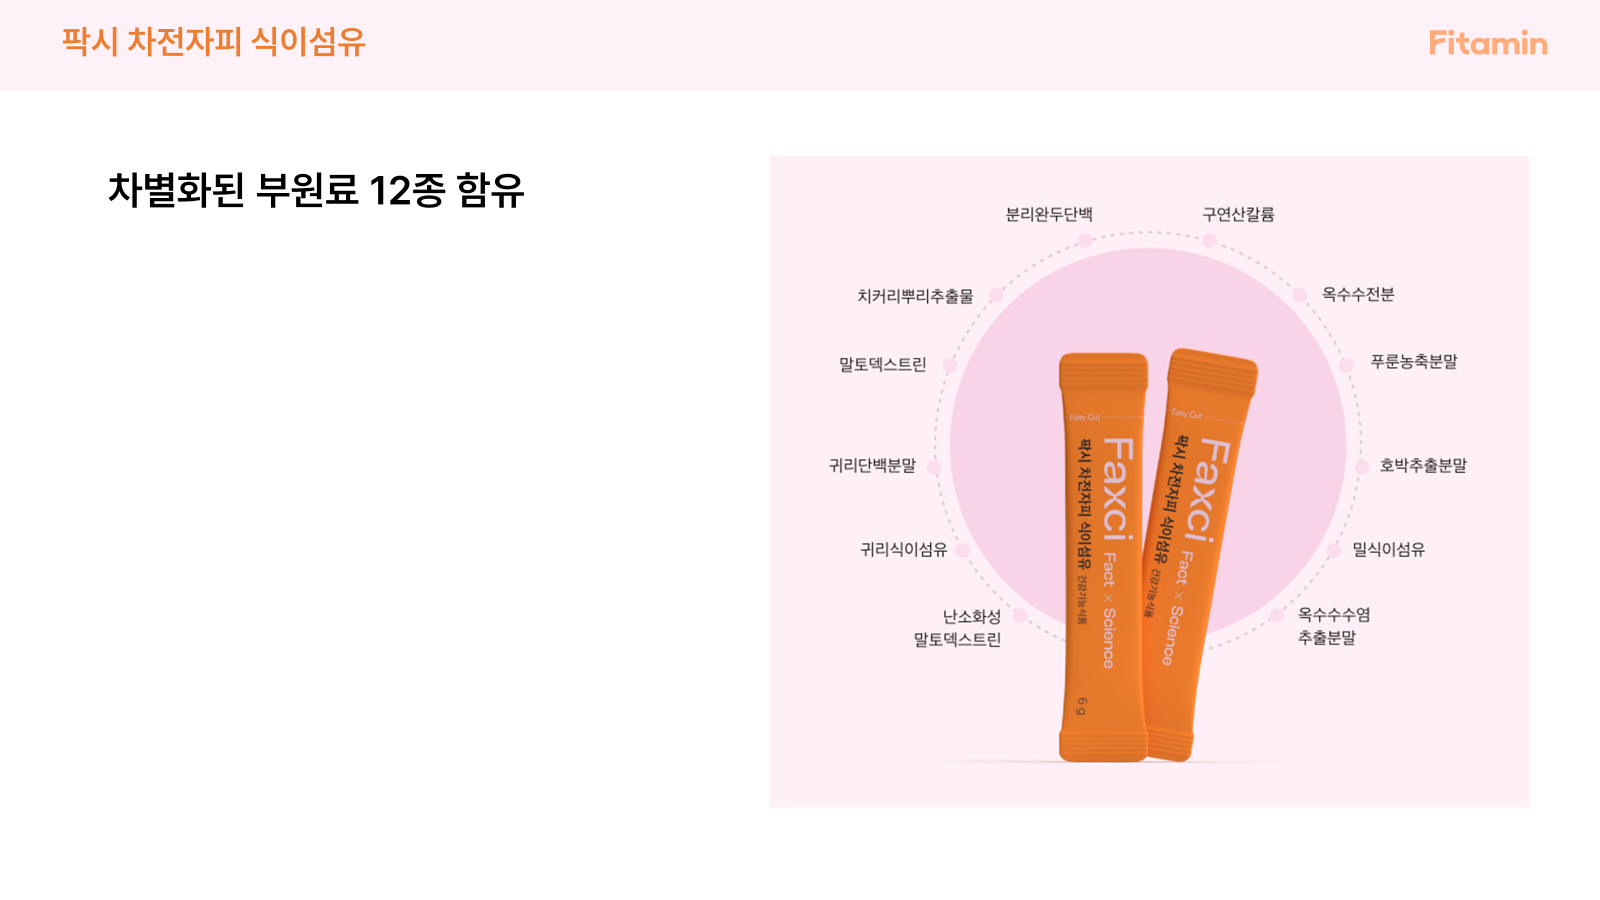 팍시 차전자피 식이섬유
Fitamin
차별화된 부원료 12종 함유
분리완두단백
구연산칼륨
치커리뿌리추출물
옥수수전분
말토덱스트린
푸룬농축분말
귀리단백분말
호박추출분말
귀리식이섬유
밀식이섬유
난소화성
말토덱스트린
옥수수수염
추출분말
Easy Cut
Faxci Fact × Science
팍시 차전자피 식이섬유 건강기능식품
6 g
Easy Cut
Faxci Fact × Science
팍시 차전자피 식이섬유 건강기능식품